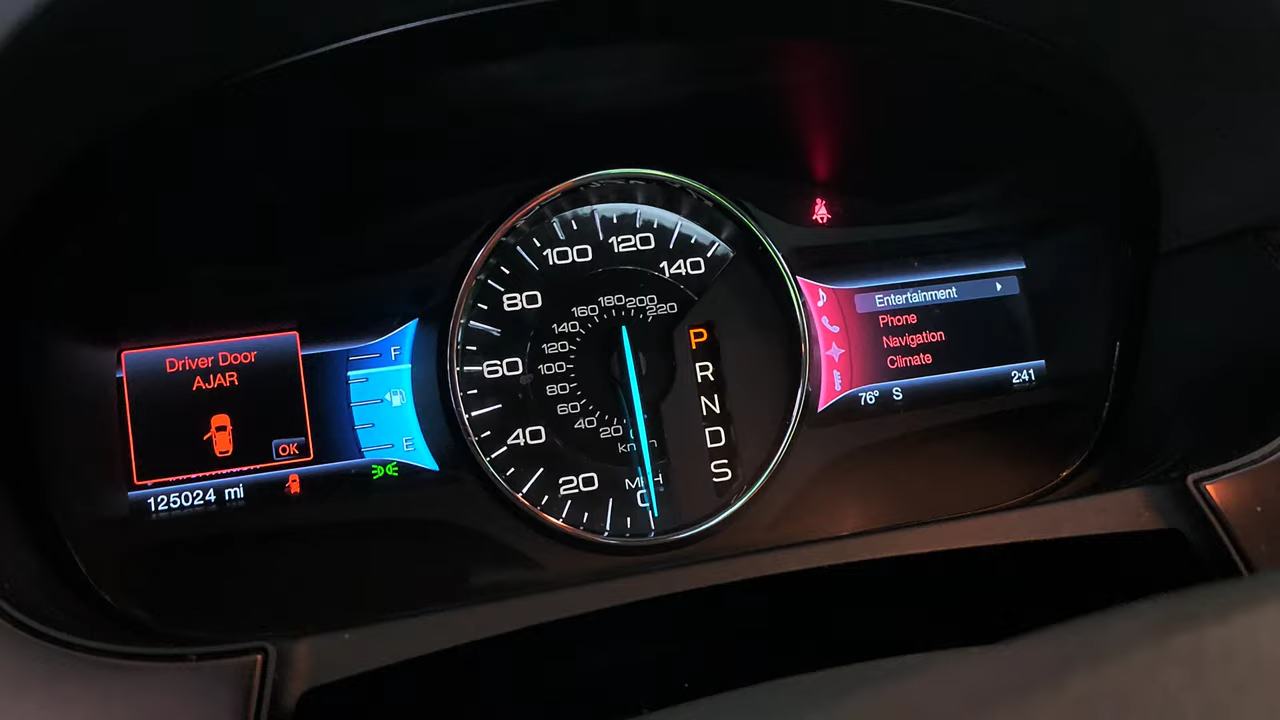 Driver Door
AJAR
OK
125024 mi
F
E
0
20
40
60
80
100
120
140
MPH
20
40
60
80
100
120
140
160
180
200
220
P
R
N
D
S
Entertainment
Phone
Navigation
Climate
76° S
2:41